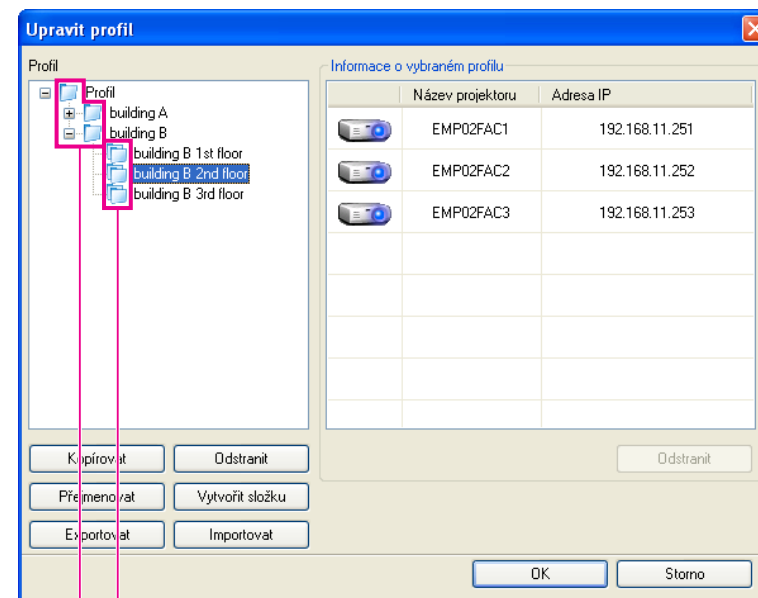 Upravit profil
Profil
Profil
building A
building B
building B 1st floor
building B 2nd floor
building B 3rd floor
Informace o vybraném profilu
Název projektoru Adresa IP
EMP02FAC1 192.168.11.251
EMP02FAC2 192.168.11.252
EMP02FAC3 192.168.11.253
Kopírovat Odstranit
Přejmenovat Vytvořit složku
Exportovat Importovat
Odstranit
OK Storno